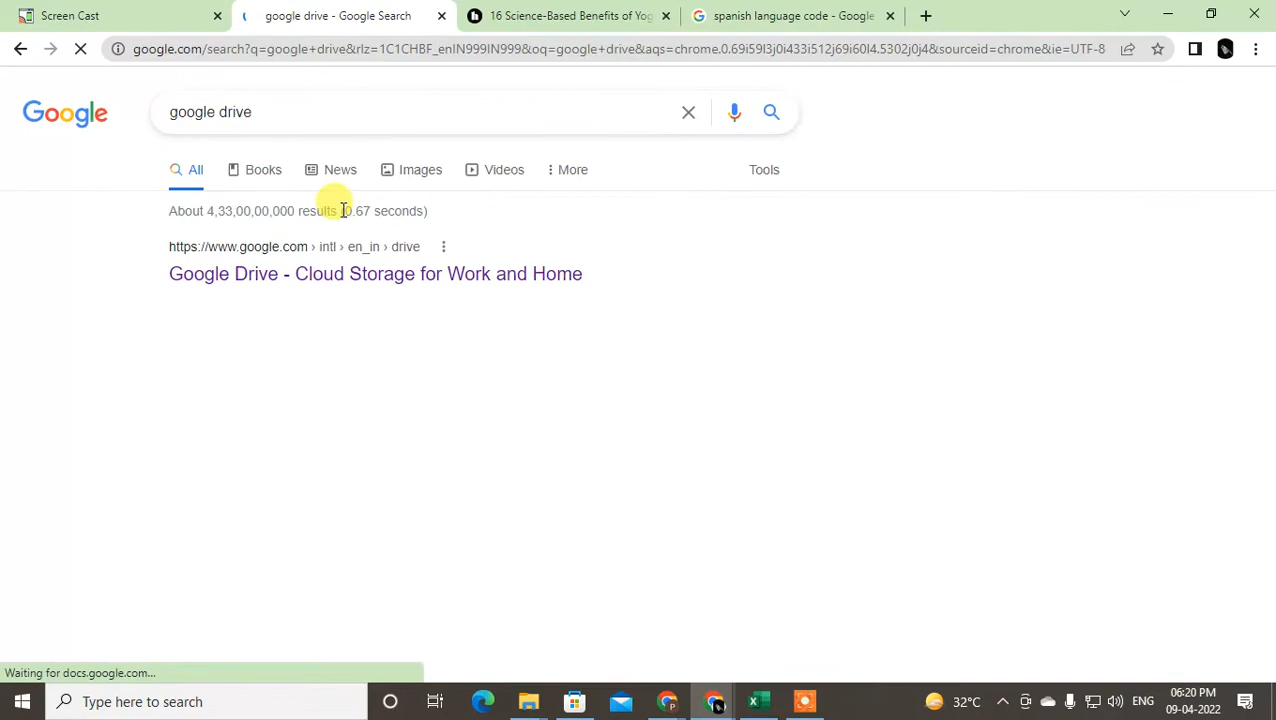 Screen Cast
google drive - Google Search
16 Science-Based Benefits of Yog
spanish language code - Google
google.com/search?q=google+drive&rlz=1C1CHBF_enIN999IN999&oq=google+drive&aqs=chrome.0.69i59l3j0i433i512j69i60l4.5302j0j4&sourceid=chrome&ie=UTF-8
Google
google drive
All
Books
News
Images
Videos
More
Tools
About 4,33,00,00,000 results (0.67 seconds)
https://www.google.com › intl › en_in › drive
Google Drive - Cloud Storage for Work and Home
Waiting for docs.google.com...
Type here to search
32°C
ENG
06:20 PM
09-04-2022